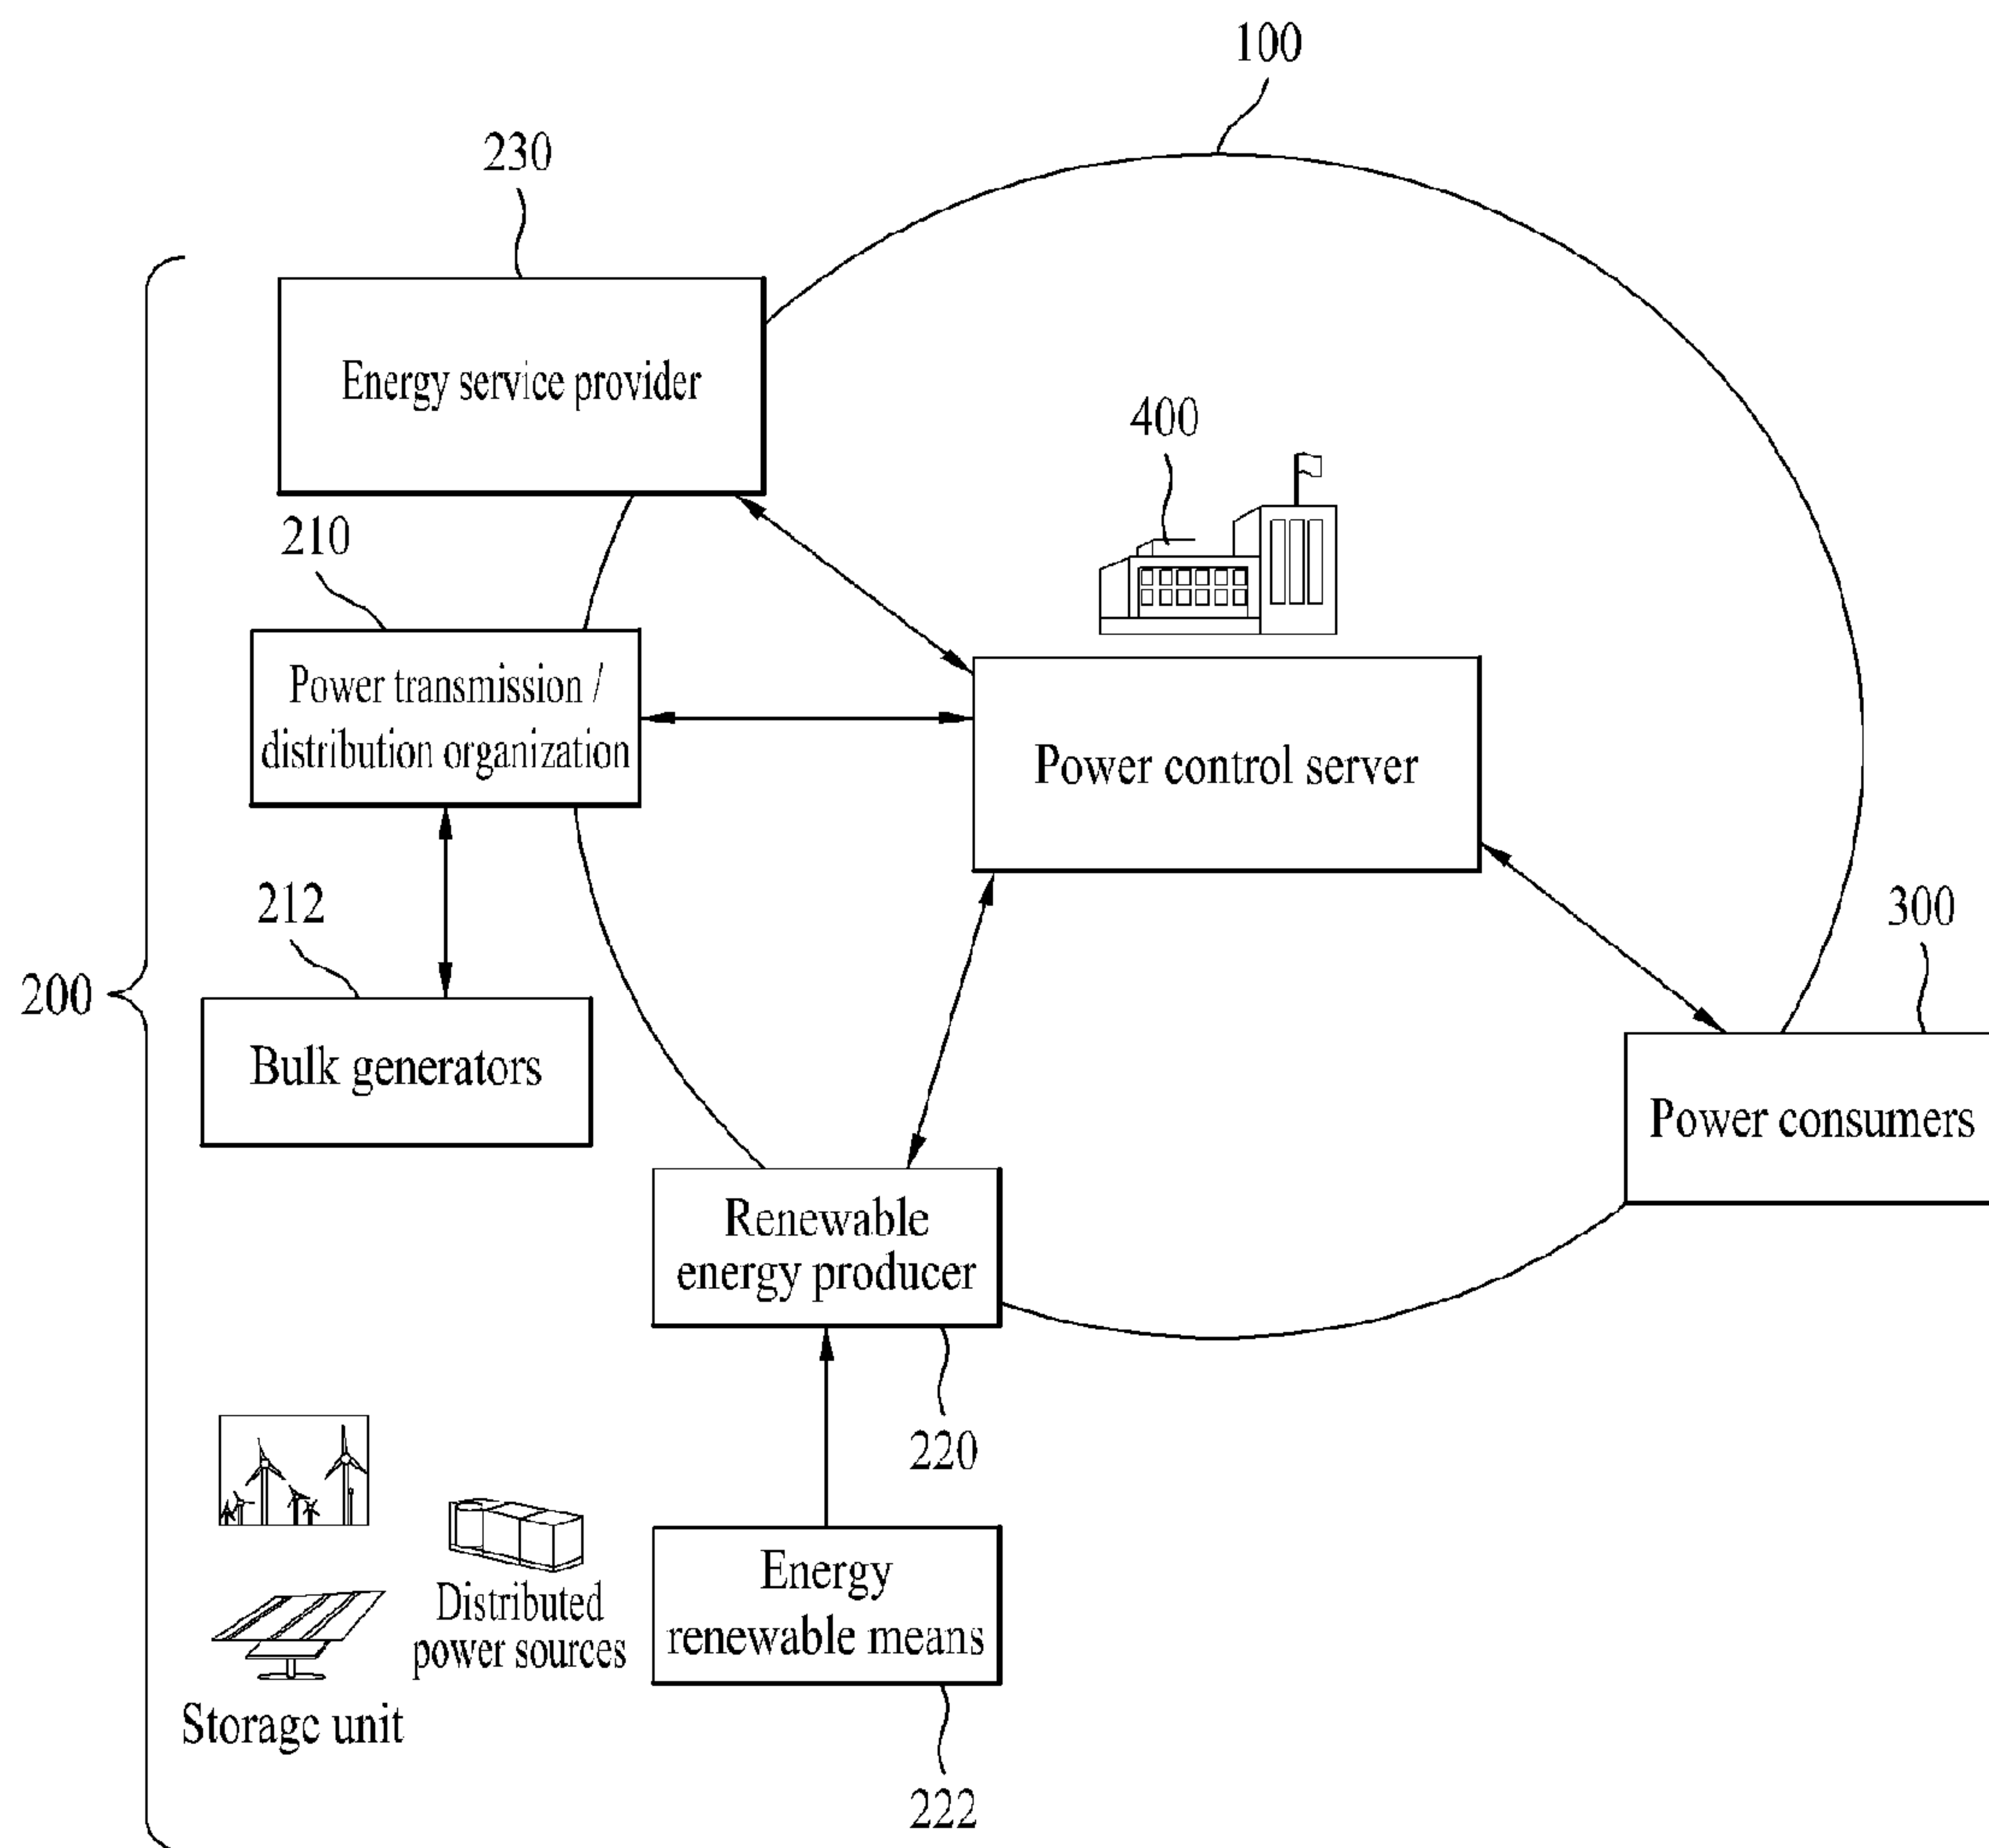 100
230
Energy service provider
400
210
Power transmission /
distribution organization
Power control server
212
300
200
Bulk generators
Power consumers
Renewable
energy producer
220
Distributed
power sources
Energy
renewable means
Storage unit
222